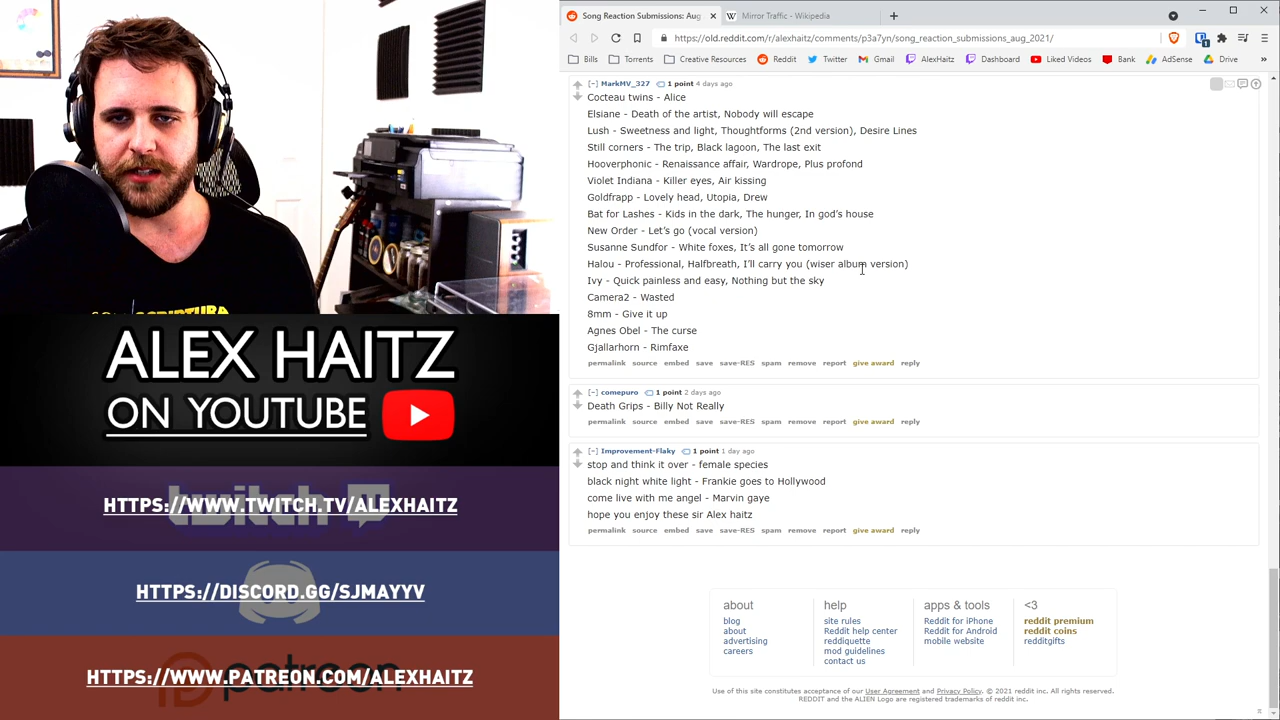 Song Reaction Submissions: Aug
Mirror Traffic - Wikipedia
https://old.reddit.com/r/alexhaitz/comments/p3a7yn/song_reaction_submissions_aug_2021/
Bills
Torrents
Creative Resources
Reddit
Twitter
Gmail
AlexHaitz
Dashboard
Liked Videos
Bank
AdSense
Drive
[-] MarkMV_327 1 point 4 days ago
Cocteau twins - Alice
Elsiane - Death of the artist, Nobody will escape
Lush - Sweetness and light, Thoughtforms (2nd version), Desire Lines
Still corners - The trip, Black lagoon, The last exit
Hooverphonic - Renaissance affair, Wardrope, Plus profond
Violet Indiana - Killer eyes, Air kissing
Goldfrapp - Lovely head, Utopia, Drew
Bat for Lashes - Kids in the dark, The hunger, In god's house
New Order - Let's go (vocal version)
Susanne Sundfor - White foxes, It's all gone tomorrow
Halou - Professional, Halfbreath, I'll carry you (wiser album version)
Ivy - Quick painless and easy, Nothing but the sky
Camera2 - Wasted
8mm - Give it up
Agnes Obel - The curse
Gjallarhorn - Rimfaxe
permalink source embed save save-RES spam remove report give award reply
[-] comepuro 1 point 2 days ago
Death Grips - Billy Not Really
permalink source embed save save-RES spam remove report give award reply
[-] Improvement-Flaky 1 point 1 day ago
stop and think it over - female species
black night white light - Frankie goes to Hollywood
come live with me angel - Marvin gaye
hope you enjoy these sir Alex haitz
permalink source embed save save-RES spam remove report give award reply
about
blog
about
advertising
careers
help
site rules
Reddit help center
reddiquette
mod guidelines
contact us
apps & tools
Reddit for iPhone
Reddit for Android
mobile website
<3
reddit premium
reddit coins
redditgifts
Use of this site constitutes acceptance of our User Agreement and Privacy Policy. © 2021 reddit inc. All rights reserved.
REDDIT and the ALIEN Logo are registered trademarks of reddit inc.
π
ALEX HAITZ
ON YOUTUBE
twitch
HTTPS://WWW.TWITCH.TV/ALEXHAITZ
HTTPS://DISCORD.GG/SJMAYYV
patreon
HTTPS://WWW.PATREON.COM/ALEXHAITZ